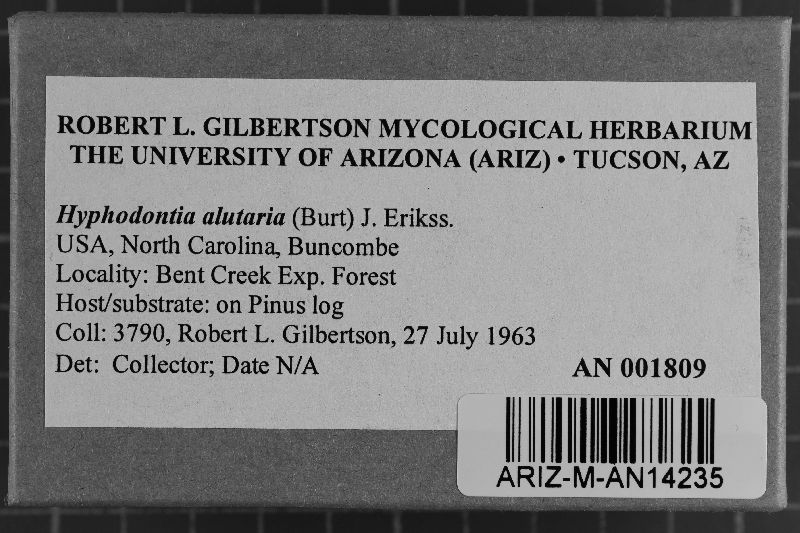 ROBERT L. GILBERTSON MYCOLOGICAL HERBARIUM
THE UNIVERSITY OF ARIZONA (ARIZ) • TUCSON, AZ
Hyphodontia alutaria (Burt) J. Erikss.
USA, North Carolina, Buncombe
Locality: Bent Creek Exp. Forest
Host/substrate: on Pinus log
Coll: 3790, Robert L. Gilbertson, 27 July 1963
Det: Collector; Date N/A
AN 001809
ARIZ-M-AN14235